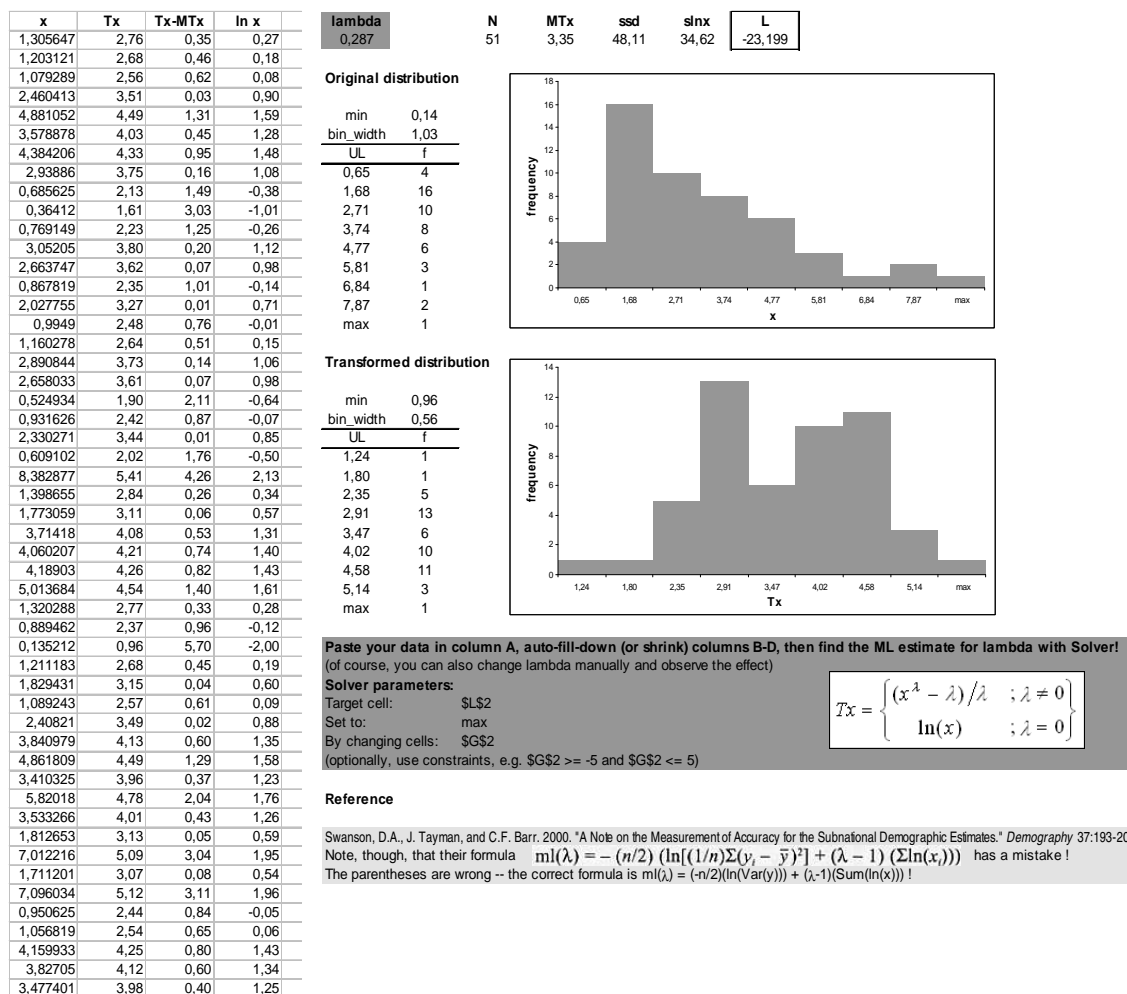 x Tx Tx-MTx ln x
1,305647 2,76 0,35 0,27
1,203121 2,68 0,46 0,18
1,079289 2,56 0,62 0,08
2,460413 3,51 0,03 0,90
4,881052 4,49 1,31 1,59
3,578878 4,03 0,45 1,28
4,384206 4,33 0,95 1,48
2,93886 3,75 0,16 1,08
0,685625 2,13 1,49 -0,38
0,36412 1,61 3,03 -1,01
0,769149 2,23 1,25 -0,26
3,05205 3,80 0,20 1,12
2,663747 3,62 0,07 0,98
0,867819 2,35 1,01 -0,14
2,027755 3,27 0,01 0,71
0,9949 2,48 0,76 -0,01
1,160278 2,64 0,51 0,15
2,890844 3,73 0,14 1,06
2,658033 3,61 0,07 0,98
0,524934 1,90 2,11 -0,64
0,931626 2,42 0,87 -0,07
2,330271 3,44 0,01 0,85
0,609102 2,02 1,76 -0,50
8,382877 5,41 4,26 2,13
1,398655 2,84 0,26 0,34
1,773059 3,11 0,06 0,57
3,71418 4,08 0,53 1,31
4,060207 4,21 0,74 1,40
4,18903 4,26 0,82 1,43
5,013684 4,54 1,40 1,61
1,320288 2,77 0,33 0,28
0,889462 2,37 0,96 -0,12
0,135212 0,96 5,70 -2,00
1,211183 2,68 0,45 0,19
1,829431 3,15 0,04 0,60
1,089243 2,57 0,61 0,09
2,40821 3,49 0,02 0,88
3,840979 4,13 0,60 1,35
4,861809 4,49 1,29 1,58
3,410325 3,96 0,37 1,23
5,82018 4,78 2,04 1,76
3,533266 4,01 0,43 1,26
1,812653 3,13 0,05 0,59
7,012216 5,09 3,04 1,95
1,711201 3,07 0,08 0,54
7,096034 5,12 3,11 1,96
0,950625 2,44 0,84 -0,05
1,056819 2,54 0,65 0,06
4,159933 4,25 0,80 1,43
3,82705 4,12 0,60 1,34
3,477401 3,98 0,40 1,25
lambda N MTx ssd slnx L
0,287 51 3,35 48,11 34,62 -23,199
Original distribution
min 0,14
bin_width 1,03
UL f
0,65 4
1,68 16
2,71 10
3,74 8
4,77 6
5,81 3
6,84 1
7,87 2
max 1
18
16
14
12
10
8
6
4
2
0
frequency
0,65 1,68 2,71 3,74 4,77 5,81 6,84 7,87 max
x
Transformed distribution
min 0,96
bin_width 0,56
UL f
1,24 1
1,80 1
2,35 5
2,91 13
3,47 6
4,02 10
4,58 11
5,14 3
max 1
14
12
10
8
6
4
2
0
frequency
1,24 1,80 2,35 2,91 3,47 4,02 4,58 5,14 max
Tx
Paste your data in column A, auto-fill-down (or shrink) columns B-D, then find the ML estimate for lambda with Solver!
(of course, you can also change lambda manually and observe the effect)
Solver parameters:
Target cell: $L$2
Set to: max
By changing cells: $G$2
(optionally, use constraints, e.g. $G$2 >= -5 and $G$2 <= 5)
Tx = { (x^λ − λ)/λ ; λ ≠ 0
ln(x) ; λ = 0 }
Reference
Swanson, D.A., J. Tayman, and C.F. Barr. 2000. "A Note on the Measurement of Accuracy for the Subnational Demographic Estimates." Demography 37:193-20
Note, though, that their formula ml(λ) = − (n/2) (ln[(1/n)Σ(yᵢ − ȳ)²] + (λ − 1) (Σln(xᵢ))) has a mistake !
The parentheses are wrong -- the correct formula is ml(λ) = (-n/2)(ln(Var(y))) + (λ-1)(Sum(ln(x))) !